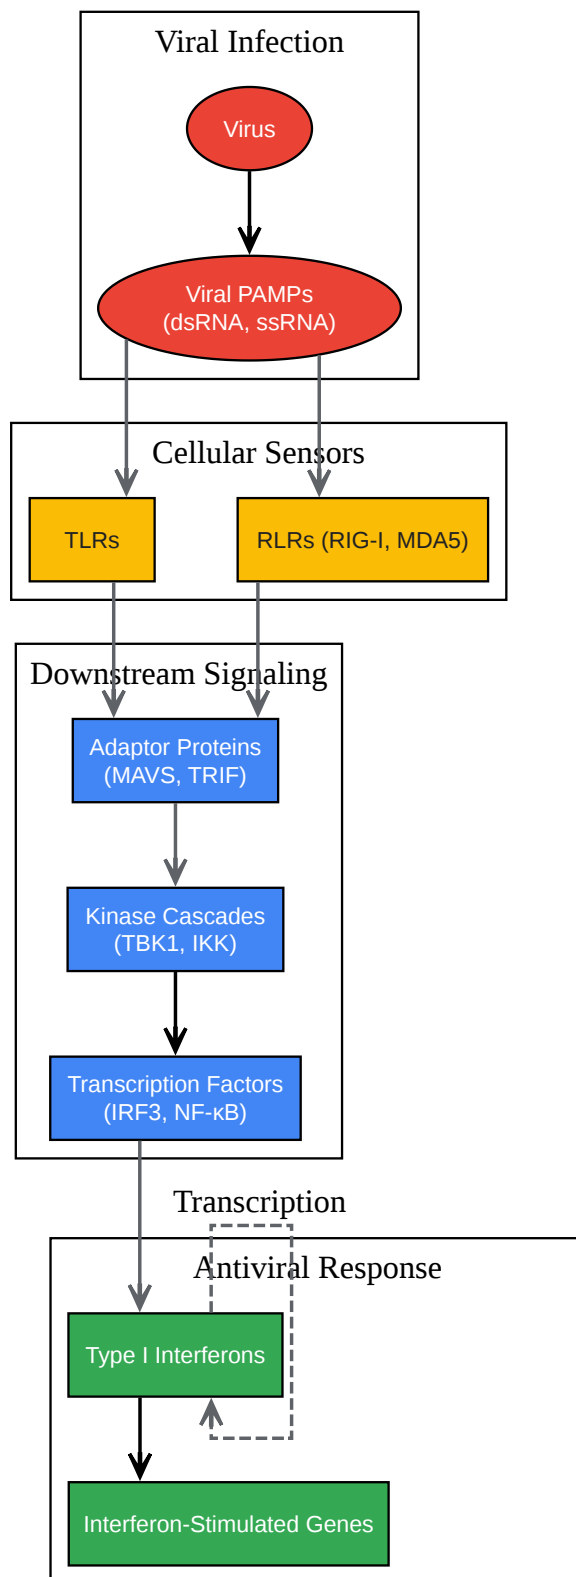 Viral Infection
Virus
Viral PAMPs
(dsRNA, ssRNA)
Cellular Sensors
TLRs
RLRs (RIG-I, MDA5)
Downstream Signaling
Adaptor Proteins
(MAVS, TRIF)
Kinase Cascades
(TBK1, IKK)
Transcription Factors
(IRF3, NF-κB)
Transcription
Antiviral Response
Type I Interferons
Interferon-Stimulated Genes